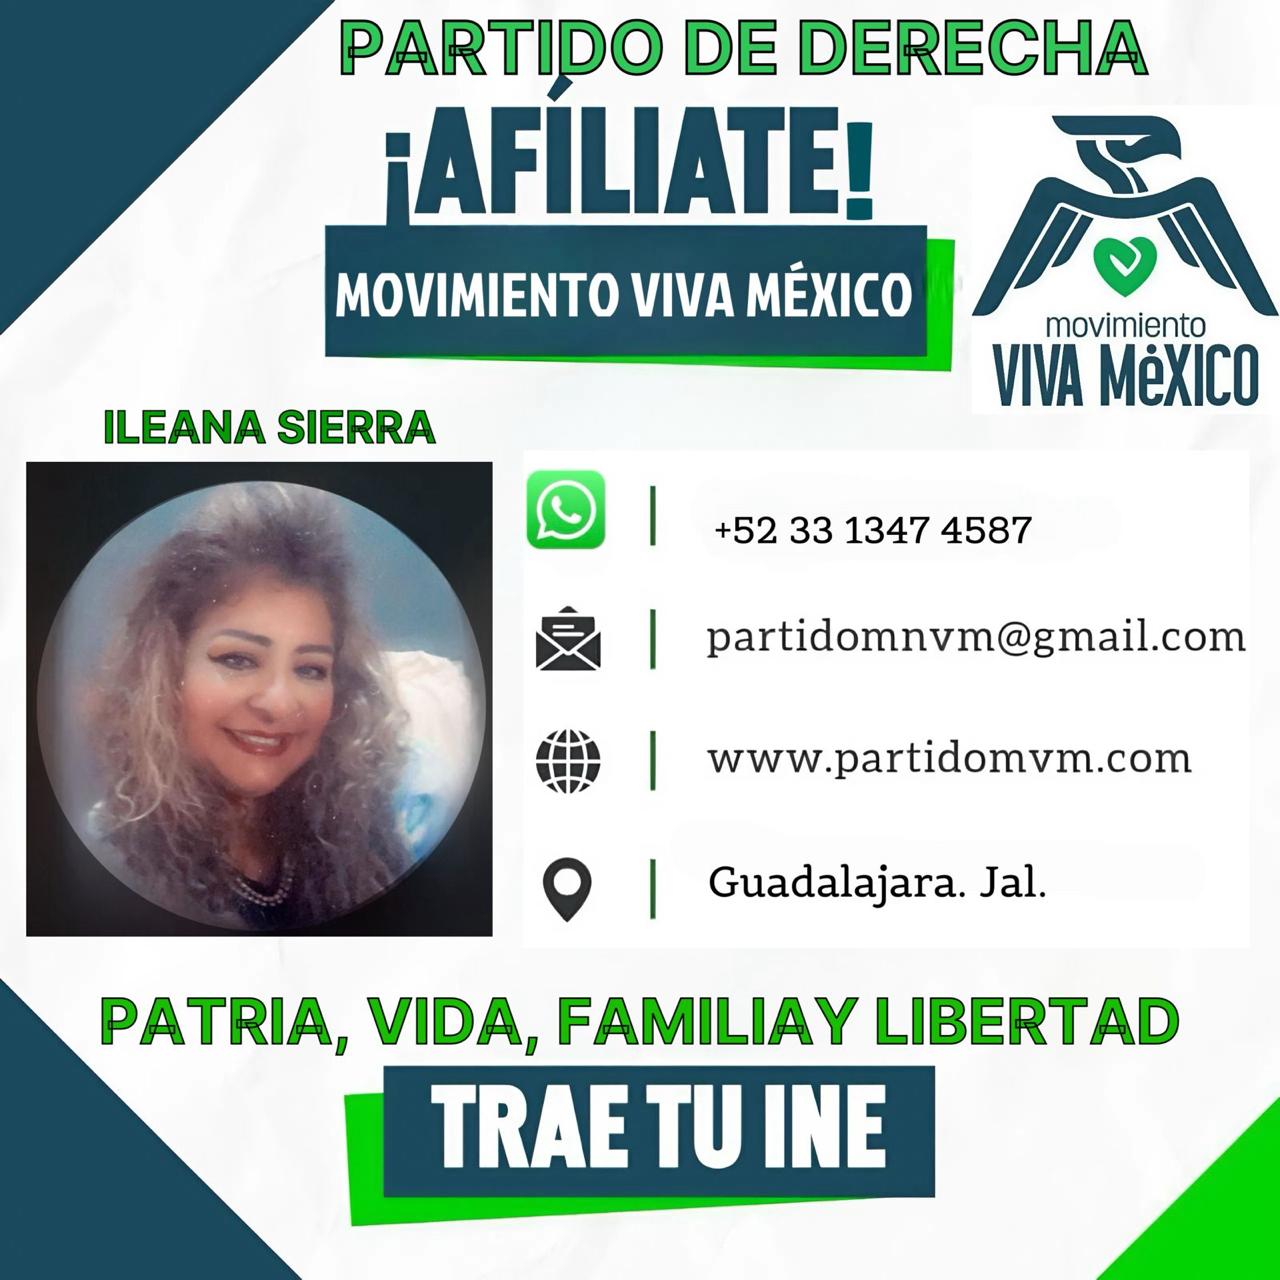 PARTIDO DE DERECHA
¡AFÍLIATE!
MOVIMIENTO VIVA MÉXICO
movimiento
VIVA MéXICO
ILEANA SIERRA
+52 33 1347 4587
partidomnvm@gmail.com
www.partidomvm.com
Guadalajara. Jal.
PATRIA, VIDA, FAMILIAY LIBERTAD
TRAE TU INE